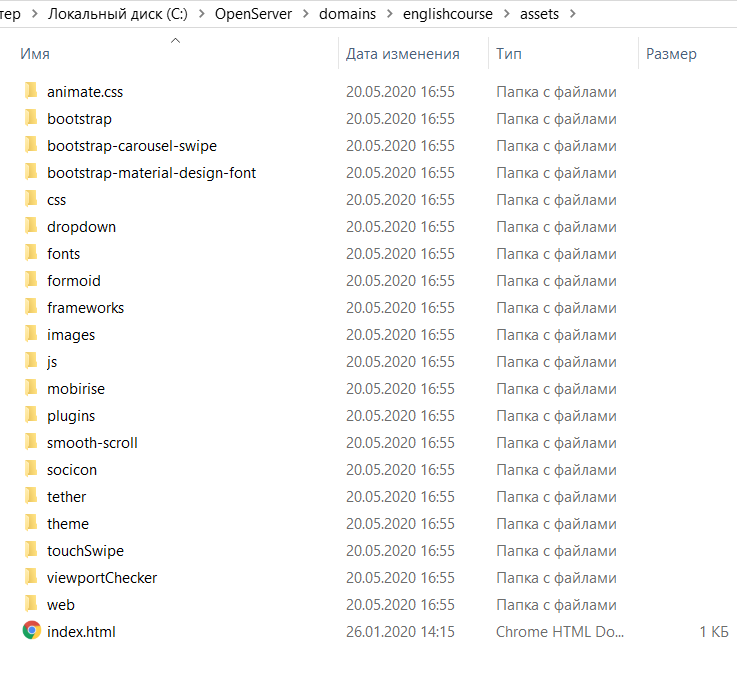 тер > Локальный диск (C:) > OpenServer > domains > englishcourse > assets >
Имя Дата изменения Тип Размер
animate.css 20.05.2020 16:55 Папка с файлами
bootstrap 20.05.2020 16:55 Папка с файлами
bootstrap-carousel-swipe 20.05.2020 16:55 Папка с файлами
bootstrap-material-design-font 20.05.2020 16:55 Папка с файлами
css 20.05.2020 16:55 Папка с файлами
dropdown 20.05.2020 16:55 Папка с файлами
fonts 20.05.2020 16:55 Папка с файлами
formoid 20.05.2020 16:55 Папка с файлами
frameworks 20.05.2020 16:55 Папка с файлами
images 20.05.2020 16:55 Папка с файлами
js 20.05.2020 16:55 Папка с файлами
mobirise 20.05.2020 16:55 Папка с файлами
plugins 20.05.2020 16:55 Папка с файлами
smooth-scroll 20.05.2020 16:55 Папка с файлами
socicon 20.05.2020 16:55 Папка с файлами
tether 20.05.2020 16:55 Папка с файлами
theme 20.05.2020 16:55 Папка с файлами
touchSwipe 20.05.2020 16:55 Папка с файлами
viewportChecker 20.05.2020 16:55 Папка с файлами
web 20.05.2020 16:55 Папка с файлами
index.html 26.01.2020 14:15 Chrome HTML Do... 1 КБ